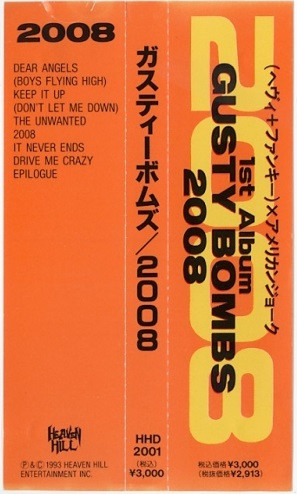 2008
DEAR ANGELS
(BOYS FLYING HIGH)
KEEP IT UP
(DON'T LET ME DOWN)
THE UNWANTED
2008
IT NEVER ENDS
DRIVE ME CRAZY
EPILOGUE
HEAVEN
HILL
Ⓟ&Ⓒ1993 HEAVEN HILL
ENTERTAINMENT INC.
ガスティーボムズ/2008
HHD
2001
(税込)
¥3,000
2008
(ヘヴィ+ファンキー)×アメリカンジョーク
1st Album
GUSTY BOMBS
2008
税込価格¥3,000
(税抜価格¥2,913)